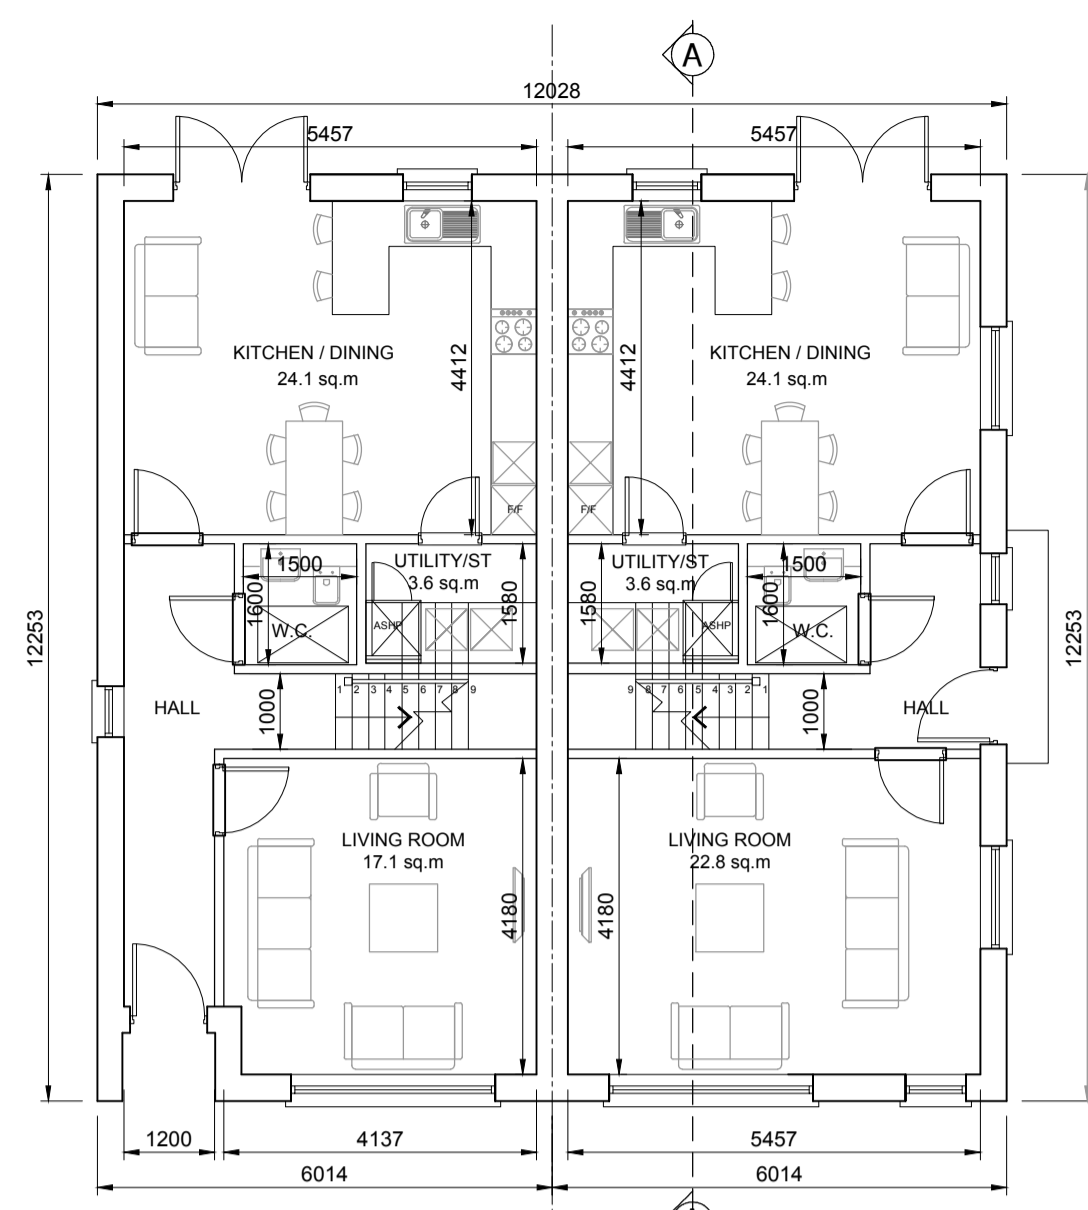 A
12028
5457
5457
KITCHEN / DINING
24.1 sq.m
4412
4412
KITCHEN / DINING
24.1 sq.m
F/F
F/F
UTILITY/ST
3.6 sq.m
UTILITY/ST
3.6 sq.m
1500
1600
1580
1580
1500
1600
W.C.
ASHP
ASHP
W.C.
12253
12253
1 2 3 4 5 6 7 8 9
9 8 7 6 5 4 3 2 1
HALL
1000
1000
HALL
LIVING ROOM
17.1 sq.m
LIVING ROOM
22.8 sq.m
4180
4180
1200
4137
5457
6014
6014